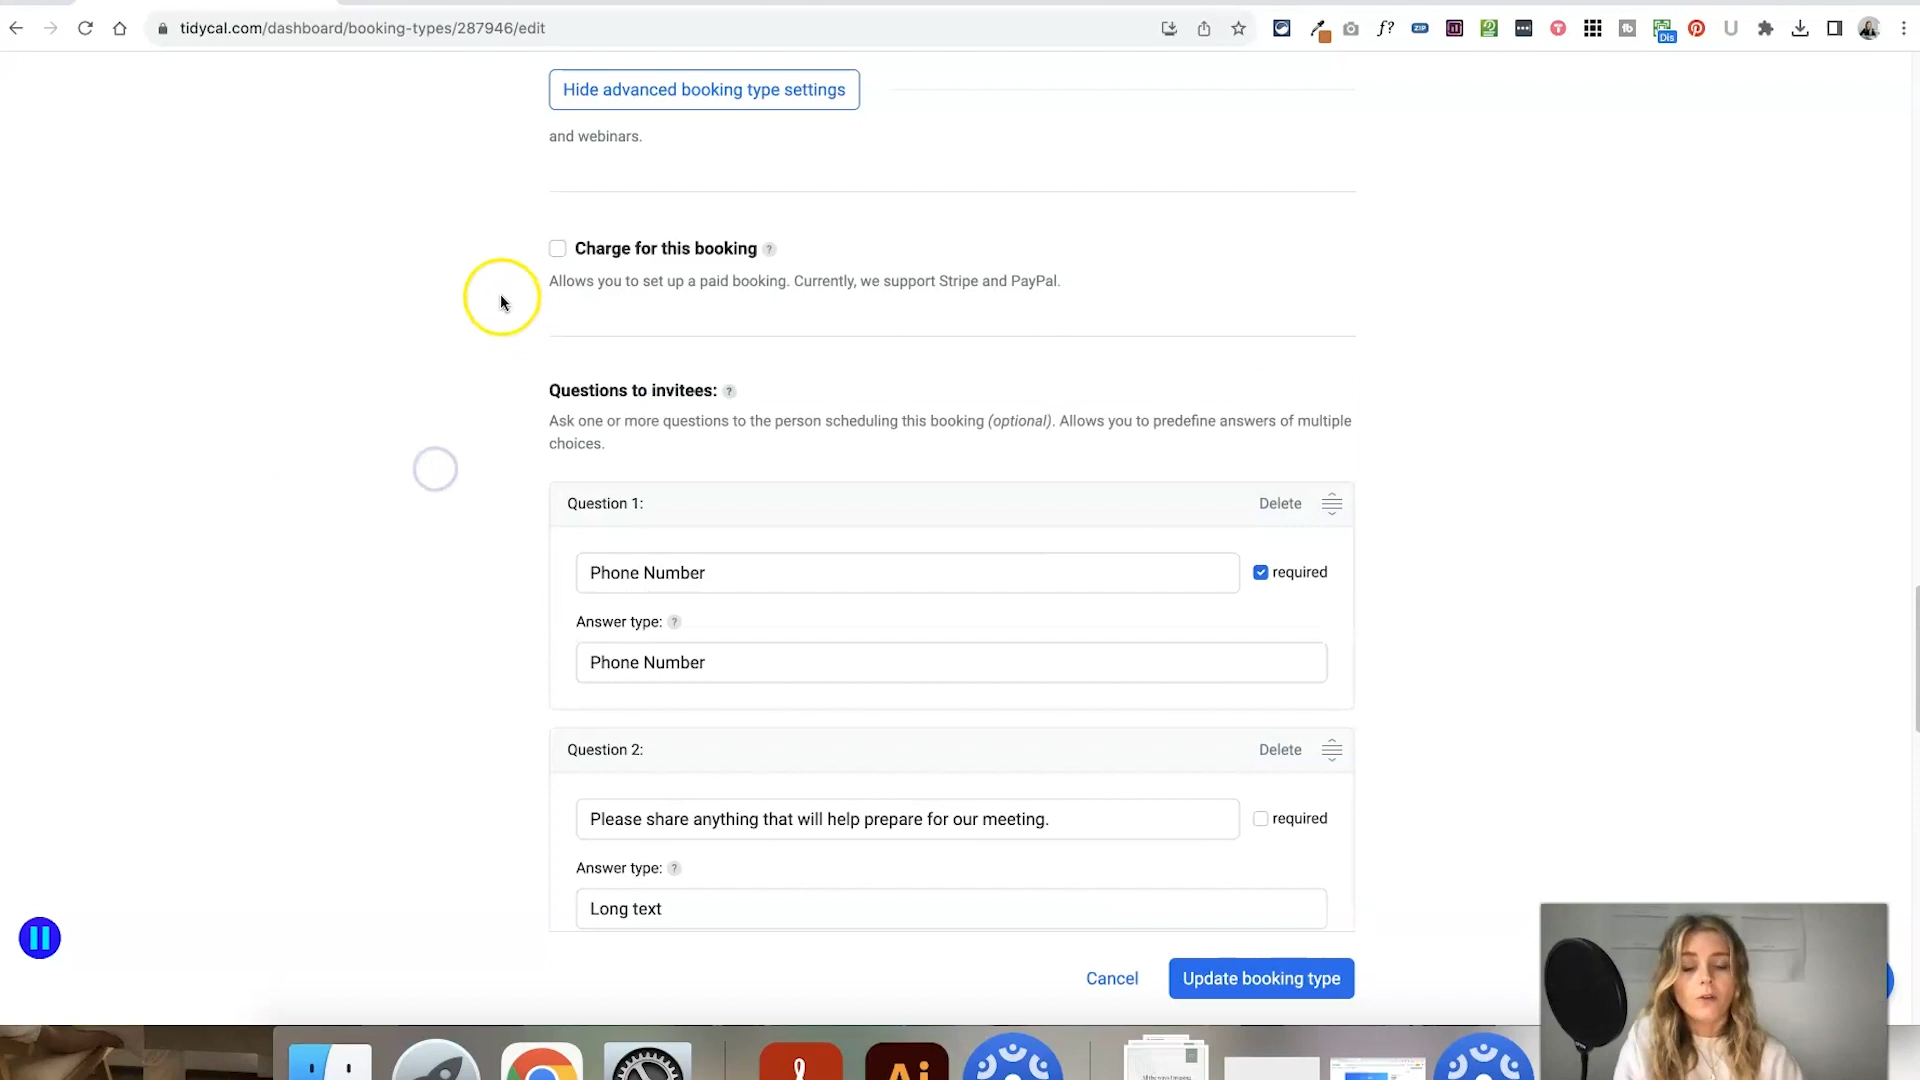 tidycal.com/dashboard/booking-types/287946/edit
f?
ZIP
Dis
Hide advanced booking type settings
and webinars.
Charge for this booking ?
Allows you to set up a paid booking. Currently, we support Stripe and PayPal.
Questions to invitees: ?
Ask one or more questions to the person scheduling this booking (optional). Allows you to predefine answers of multiple
choices.
Question 1:
Delete
Phone Number
required
Answer type: ?
Phone Number
Question 2:
Delete
Please share anything that will help prepare for our meeting.
required
Answer type: ?
Long text
Cancel
Update booking type
Ai